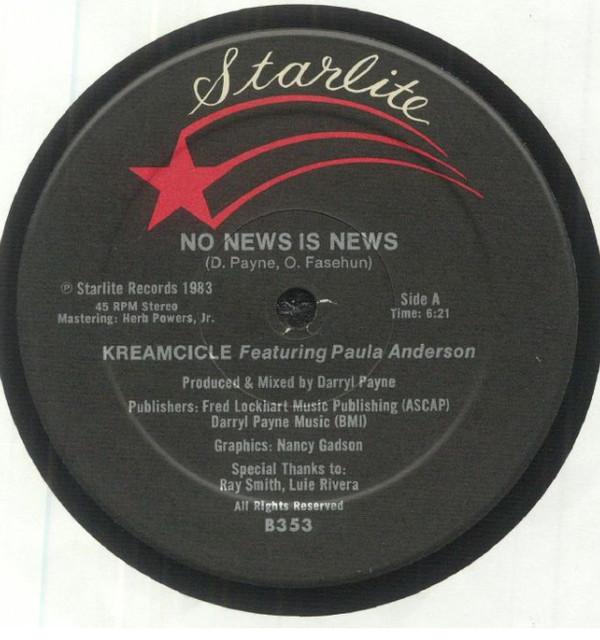 Starlite
NO NEWS IS NEWS
(D. Payne, O. Fasehun)
℗ Starlite Records 1983
45 RPM Stereo
Mastering: Herb Powers, Jr.
Side A
Time: 6:21
KREAMCICLE Featuring Paula Anderson
Produced & Mixed by Darryl Payne
Publishers: Fred Lockhart Music Publishing (ASCAP)
Darryl Payne Music (BMI)
Graphics: Nancy Gadson
Special Thanks to:
Ray Smith, Luie Rivera
All Rights Reserved
B353